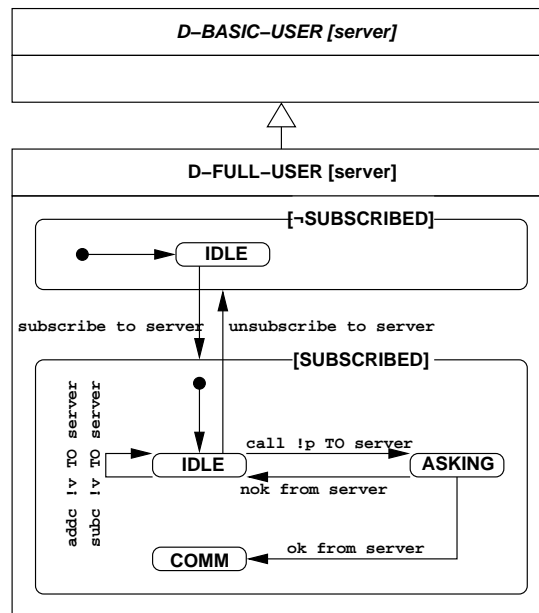 D–BASIC–USER [server]
D–FULL–USER [server]
[¬SUBSCRIBED]
IDLE
subscribe to server
unsubscribe to server
[SUBSCRIBED]
addc !v TO server
subc !v TO server
call !p TO server
IDLE
ASKING
nok from server
ok from server
COMM